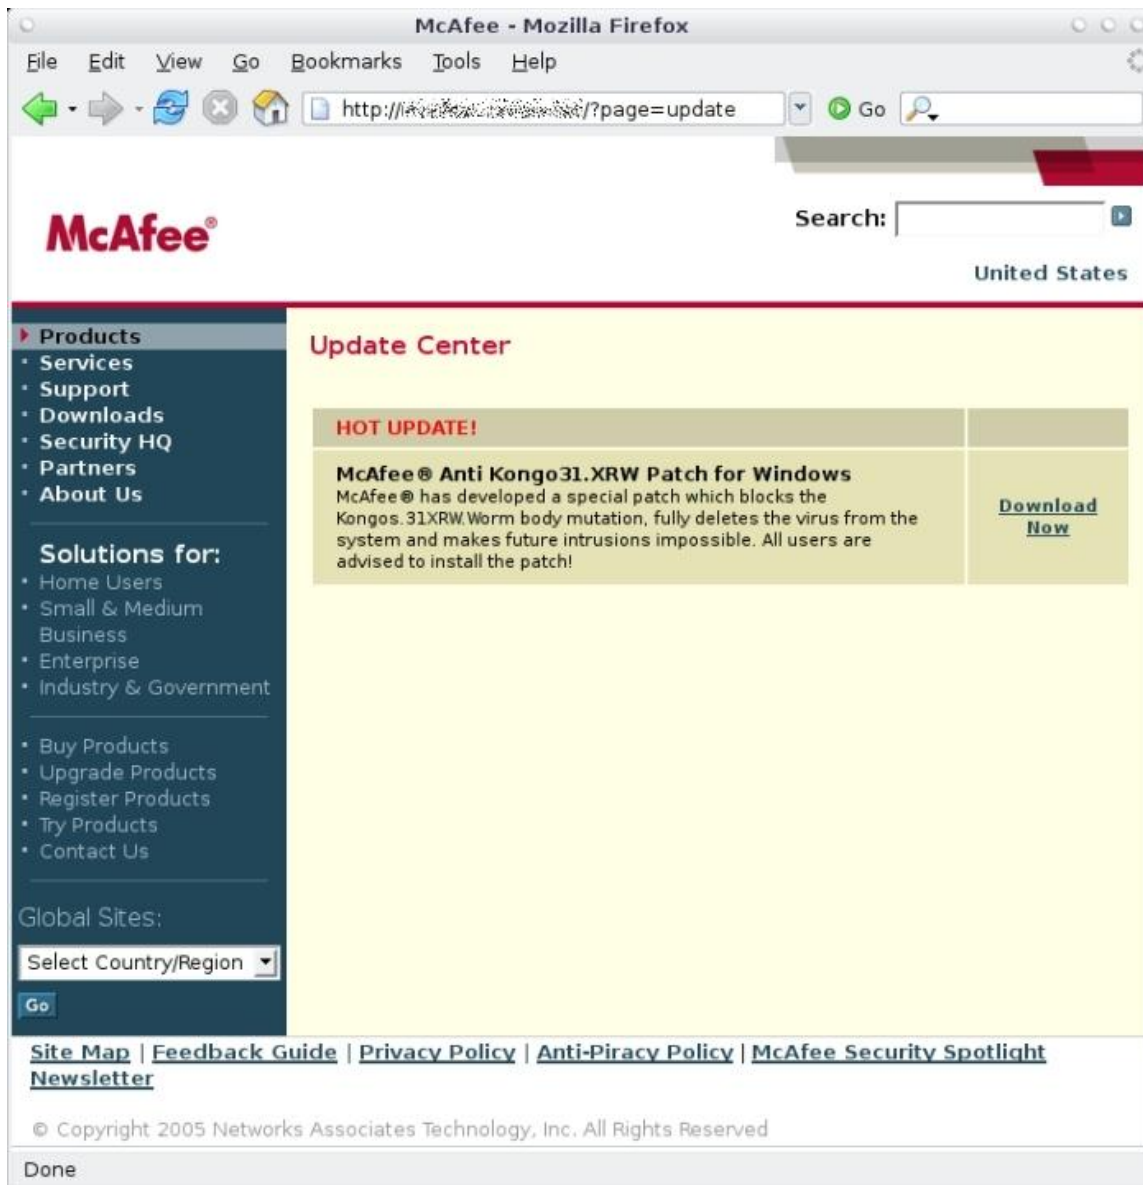 McAfee - Mozilla Firefox
File Edit View Go Bookmarks Tools Help
http:// /?page=update Go
McAfee®
Search:
United States
Products
Services
Support
Downloads
Security HQ
Partners
About Us
Solutions for:
Home Users
Small & Medium
Business
Enterprise
Industry & Government
Buy Products
Upgrade Products
Register Products
Try Products
Contact Us
Global Sites:
Select Country/Region
Go
Update Center
HOT UPDATE!
McAfee® Anti Kongo31.XRW Patch for Windows
McAfee® has developed a special patch which blocks the
Kongos.31XRW.Worm body mutation, fully deletes the virus from the
system and makes future intrusions impossible. All users are
advised to install the patch!
Download
Now
Site Map | Feedback Guide | Privacy Policy | Anti-Piracy Policy | McAfee Security Spotlight
Newsletter
© Copyright 2005 Networks Associates Technology, Inc. All Rights Reserved
Done